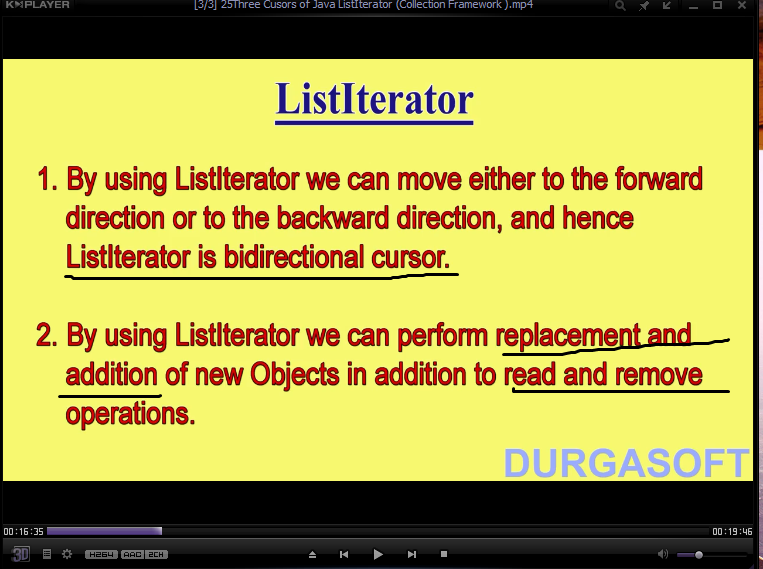 KMPLAYER
[3/3] 25Three Cusors of Java ListIterator (Collection Framework ).mp4
ListIterator
1. By using ListIterator we can move either to the forward
direction or to the backward direction, and hence
ListIterator is bidirectional cursor.
2. By using ListIterator we can perform replacement and
addition of new Objects in addition to read and remove
operations.
DURGASOFT
00:16:35
00:19:46
3D
H264
AAC
2CH